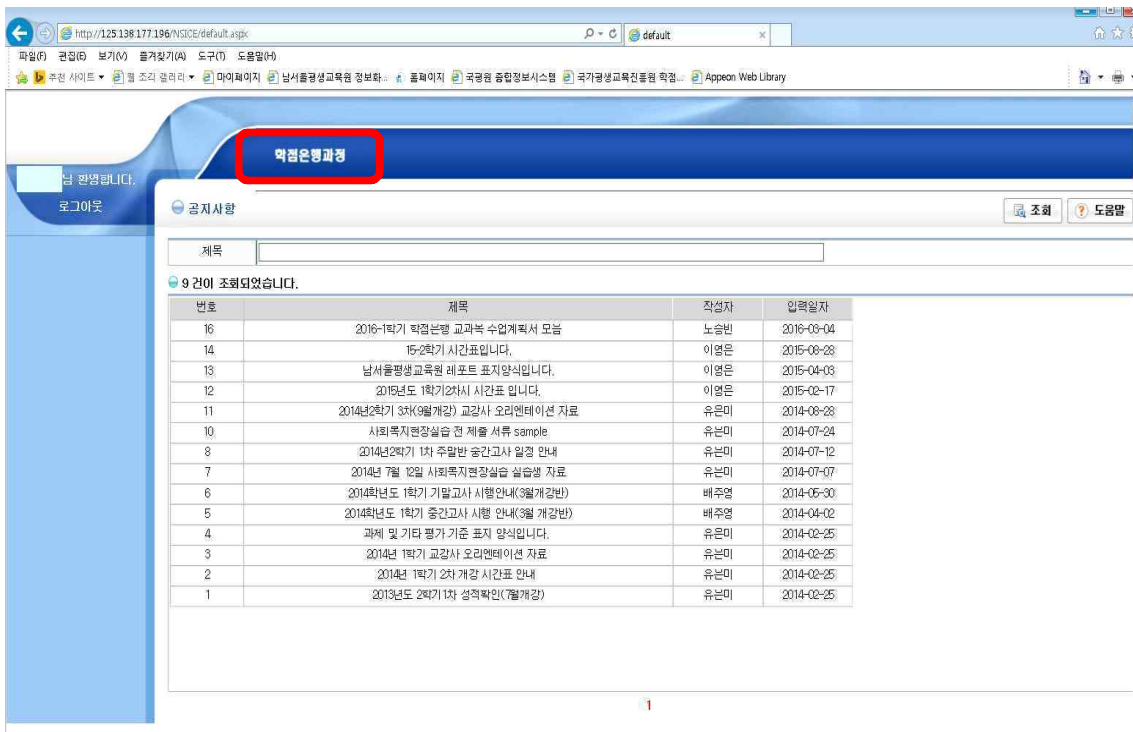 http://125.138.177.196/NSICE/default.aspx
default
파일(F) 편집(E) 보기(V) 즐겨찾기(A) 도구(T) 도움말(H)
추천 사이트 웹 조각 갤러리 마이페이지 남서울평생교육원 정보화... 홈페이지 국평원 종합정보시스템 국가평생교육진흥원 학점... Appeon Web Library
학점은행과정
님 환영합니다.
로그아웃
공지사항
조회 도움말
제목
9 건이 조회되었습니다.
번호 제목 작성자 입력일자
16 2016-1학기 학점은행 교과목 수업계획서 모음 노승빈 2016-03-04
14 15-2학기 시간표입니다. 이영은 2015-08-28
13 남서울평생교육원 레포트 표지양식입니다. 이영은 2015-04-03
12 2015년도 1학기2차시 시간표 입니다. 이영은 2015-02-17
11 2014년2학기 3차(9월개강) 교강사 오리엔테이션 자료 유은미 2014-08-28
10 사회복지현장실습 전 제출 서류 sample 유은미 2014-07-24
8 2014년2학기 1차 주말반 중간고사 일정 안내 유은미 2014-07-12
7 2014년 7월 12일 사회복지현장실습 실습생 자료 유은미 2014-07-07
6 2014학년도 1학기 기말고사 시행안내(3월개강반) 배주영 2014-05-30
5 2014학년도 1학기 중간고사 시행 안내(3월 개강반) 배주영 2014-04-02
4 과제 및 기타 평가 기준 표지 양식입니다. 유은미 2014-02-25
3 2014년 1학기 교강사 오리엔테이션 자료 유은미 2014-02-25
2 2014년 1학기 2차 개강 시간표 안내 유은미 2014-02-25
1 2013년도 2학기 1차 성적확인(7월개강) 유은미 2014-02-25
1